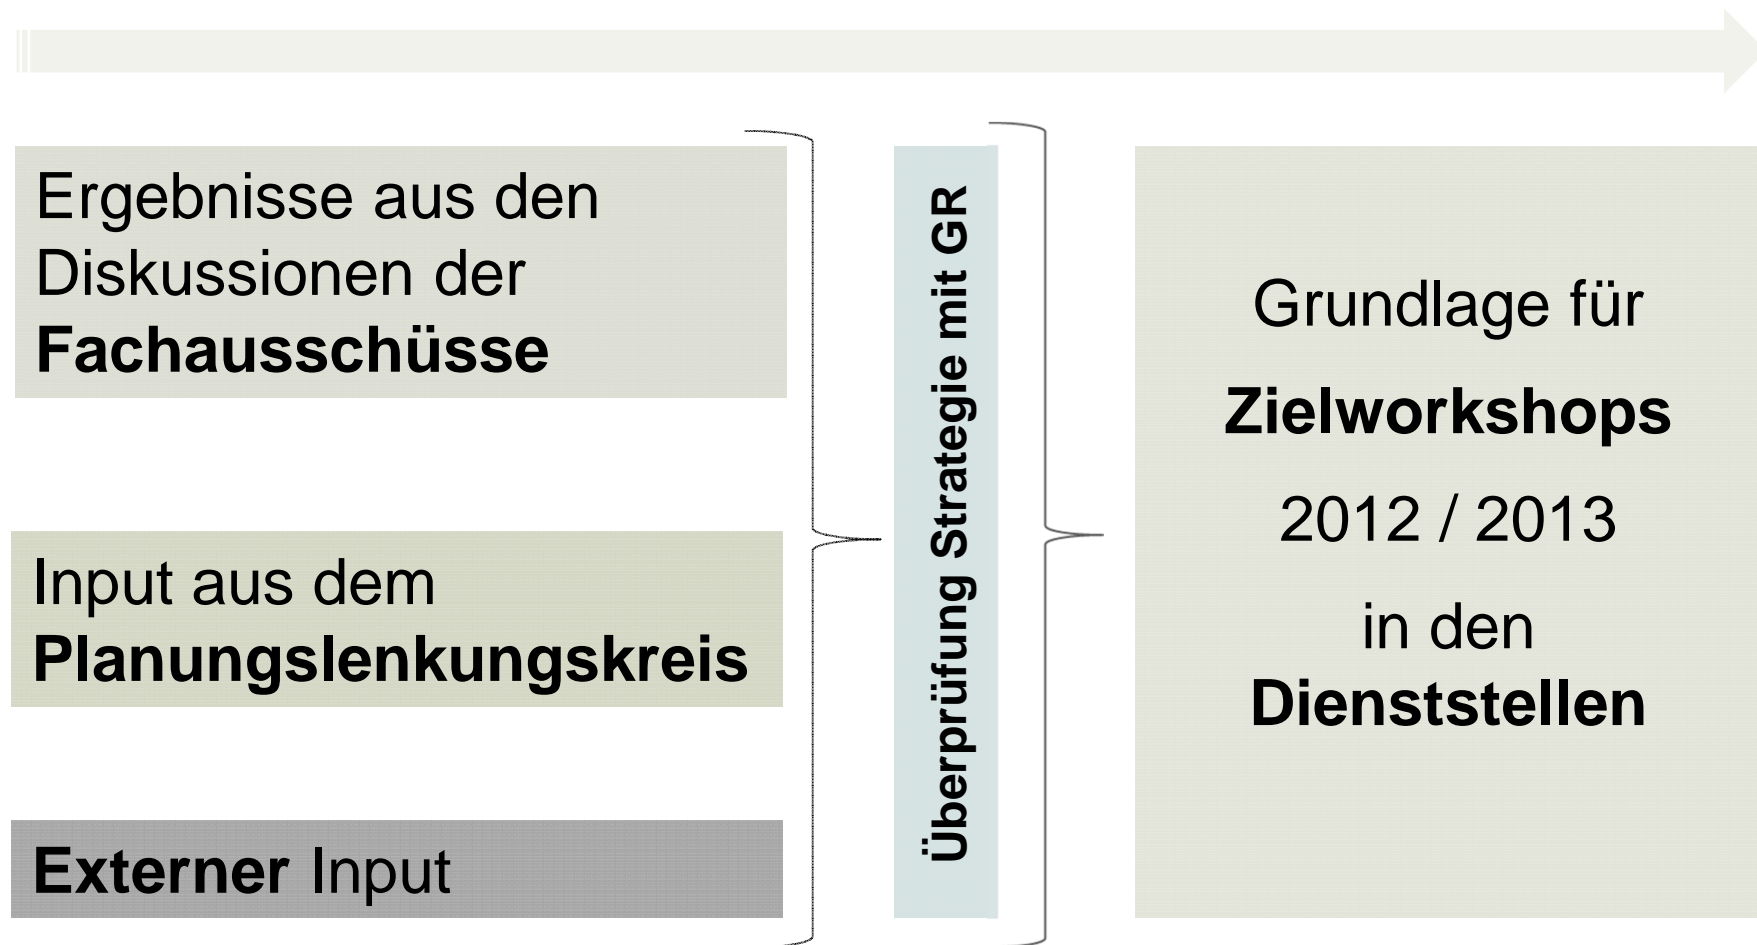 Ergebnisse aus den
Diskussionen der
Fachausschüsse
Input aus dem
Planungslenkungskreis
Externer Input
Überprüfung Strategie mit GR
Grundlage für
Zielworkshops
2012 / 2013
in den
Dienststellen